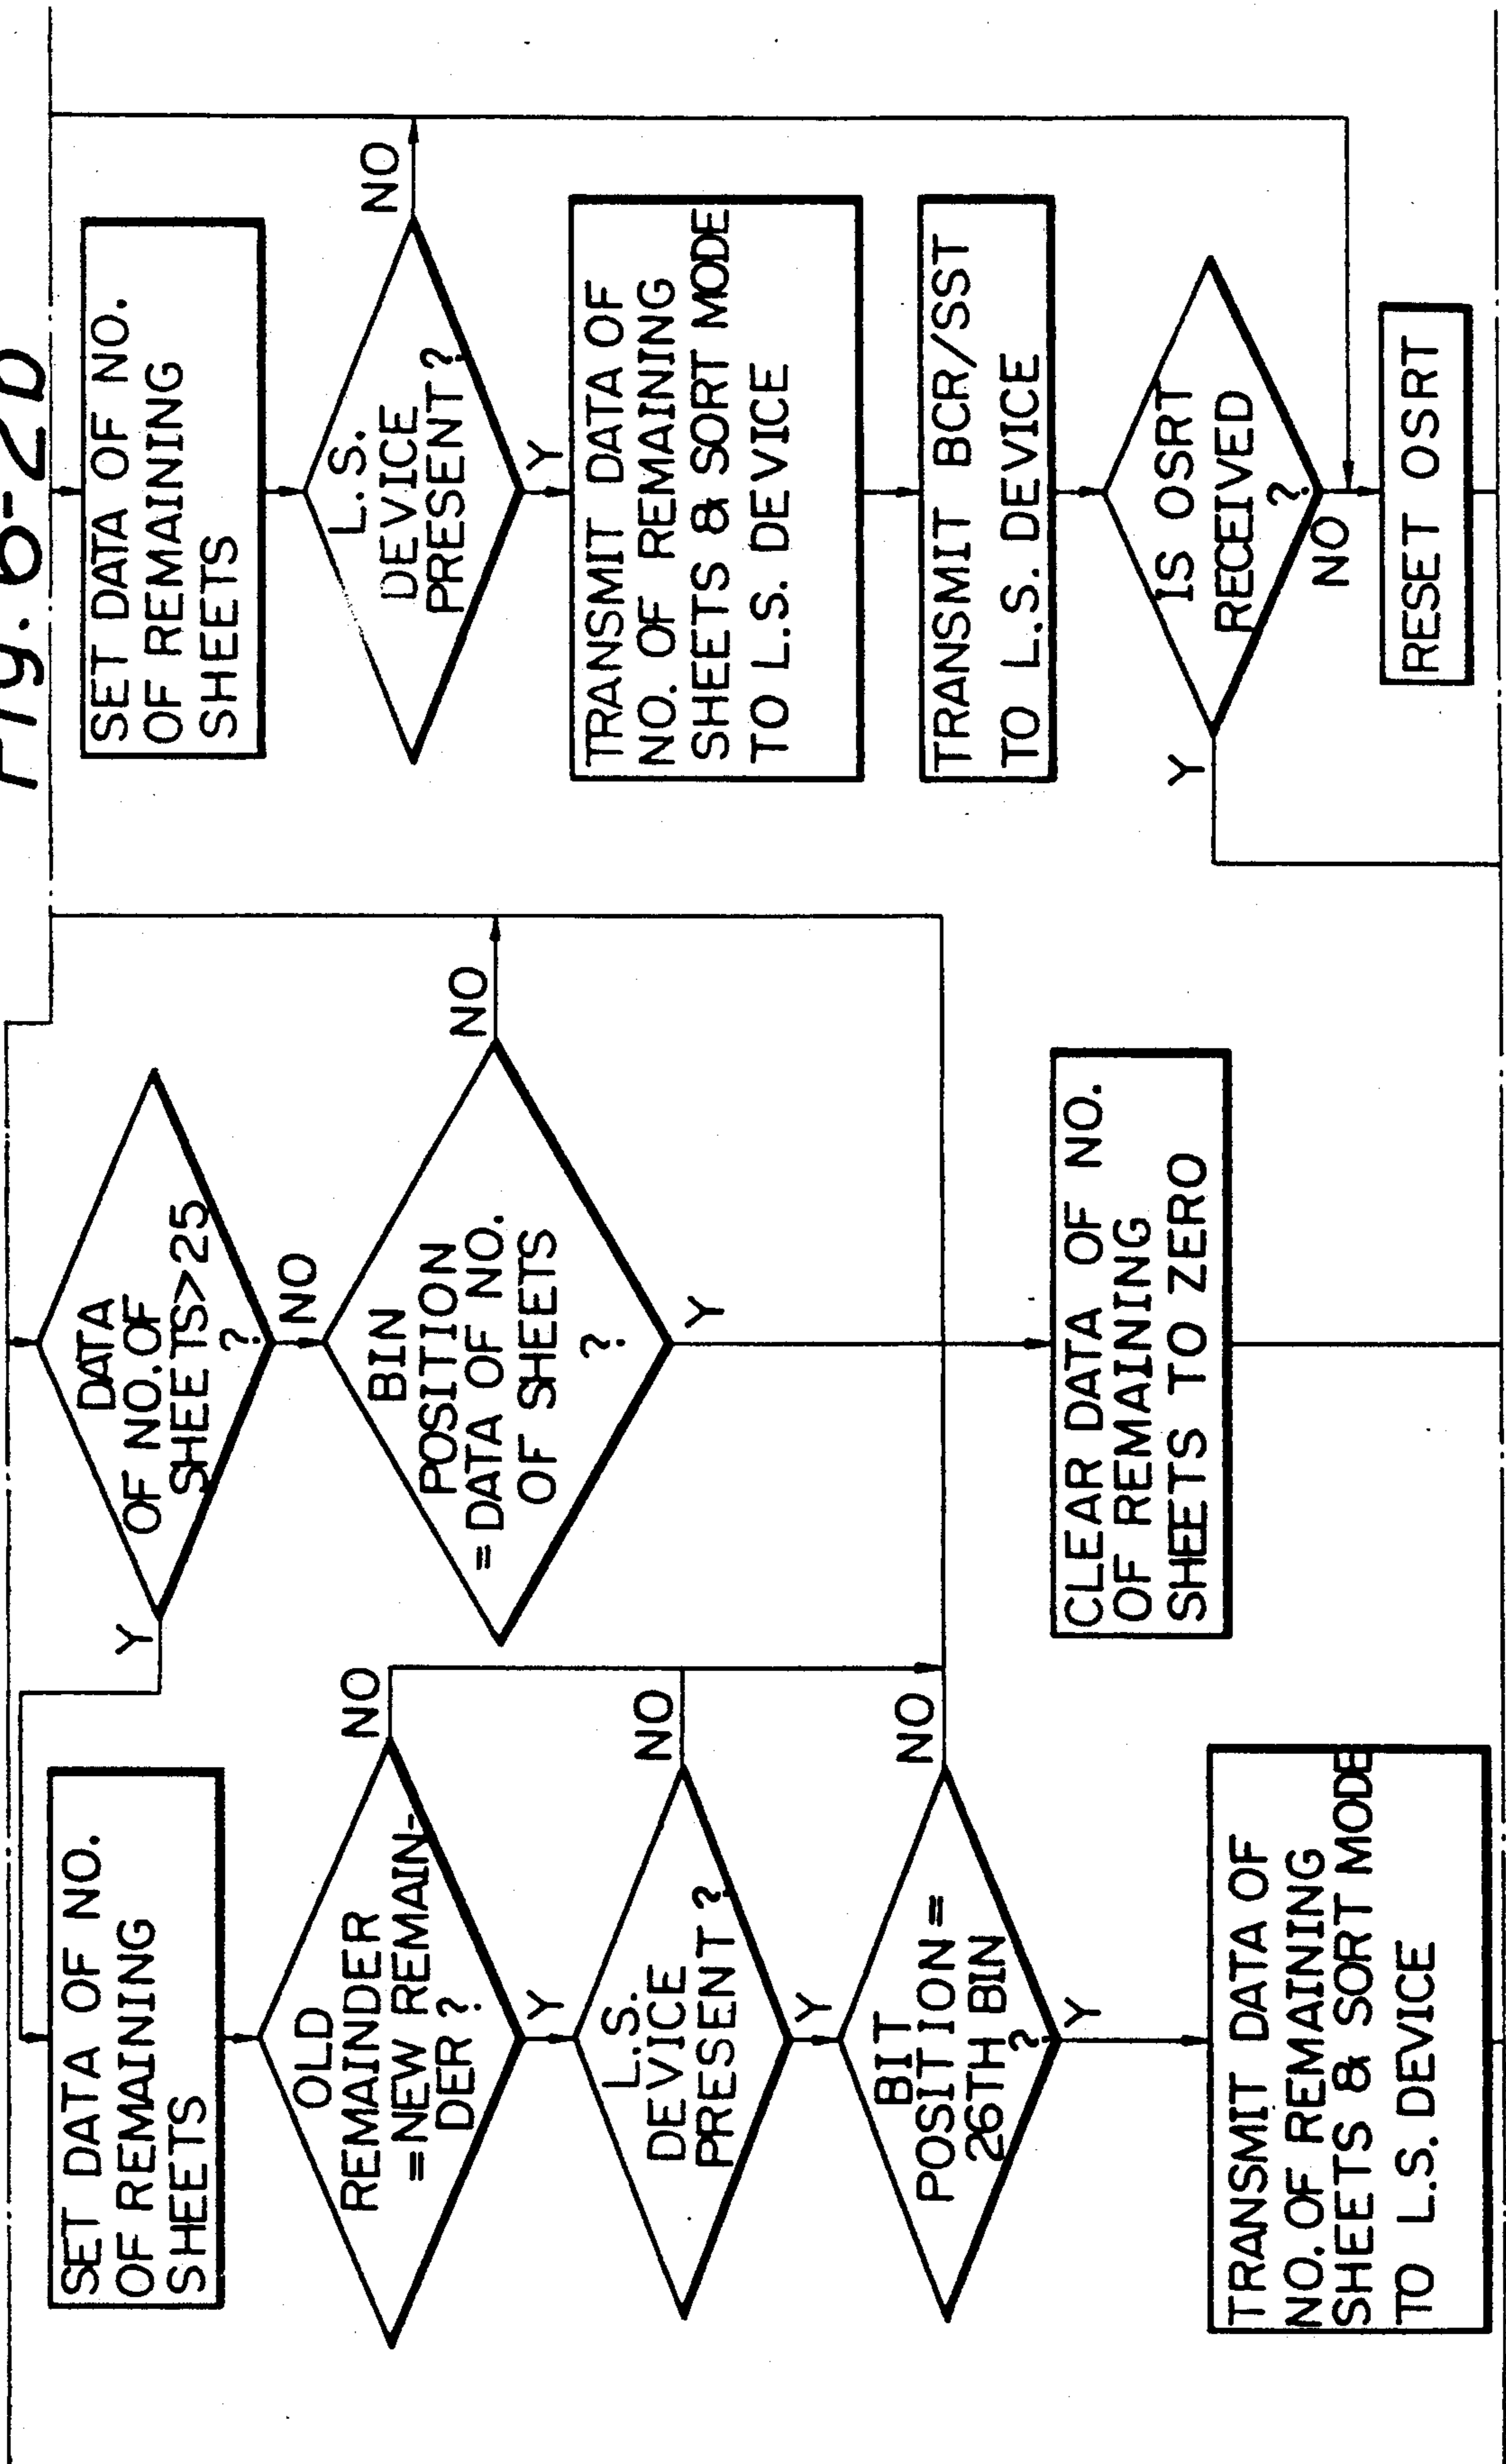 Fig. 6-2D
SET DATA OF NO.
OF REMAINING
SHEETS
OLD
REMAINDER
=NEW REMAIN-
DER ?
NO
Y
L.S.
DEVICE
PRESENT ?
NO
Y
BIT
POSITION =
26TH BIN
?
NO
Y
TRANSMIT DATA OF
NO. OF REMAINING
SHEETS & SORT MODE
TO L.S. DEVICE
DATA
OF NO. OF
SHEETS>25
?
Y
NO
BIN
POSITION
= DATA OF NO.
OF SHEETS
?
NO
Y
CLEAR DATA OF NO.
OF REMAINING
SHEETS TO ZERO
SET DATA OF NO.
OF REMAINING
SHEETS
L.S.
DEVICE
PRESENT ?
NO
Y
TRANSMIT DATA OF
NO. OF REMAINING
SHEETS & SORT MODE
TO L.S. DEVICE
TRANSMIT BCR/SST
TO L.S. DEVICE
IS OSRT
RECEIVED
?
Y
NO
RESET OSRT